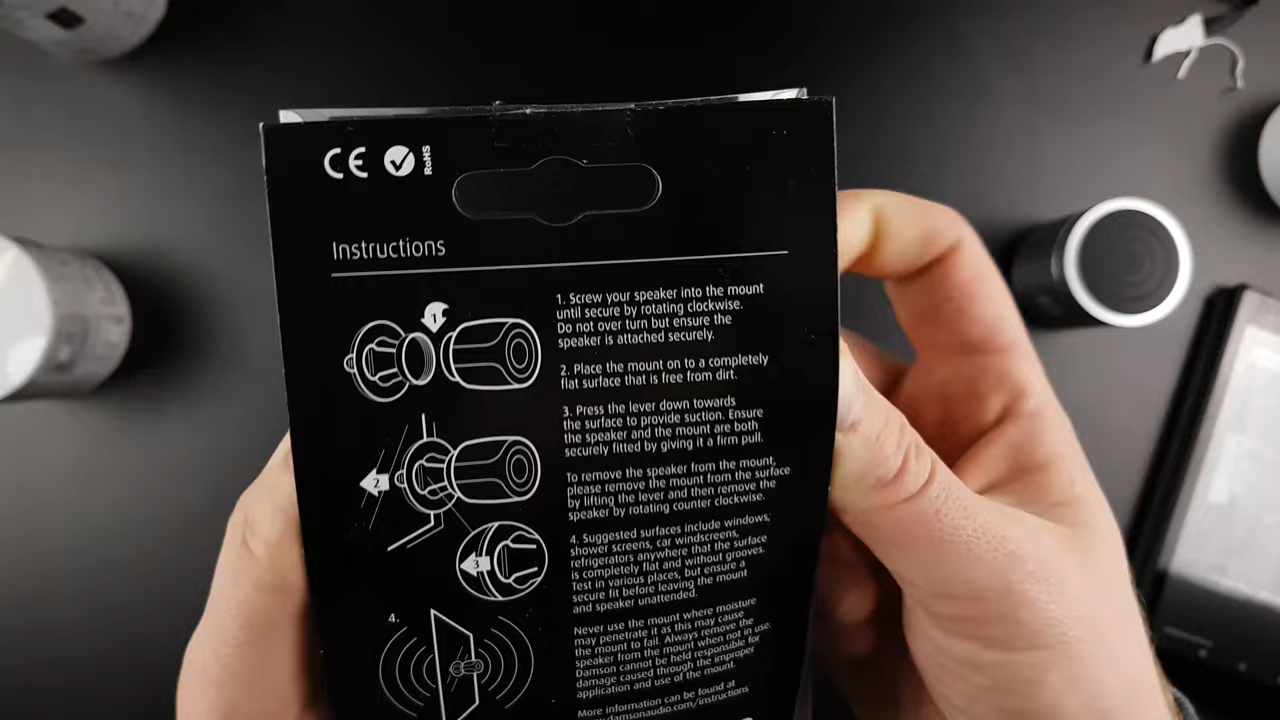 CE
RoHS
Instructions
1
1. Screw your speaker into the mount
until secure by rotating clockwise.
Do not over turn but ensure the
speaker is attached securely.
2. Place the mount on to a completely
flat surface that is free from dirt.
2
3. Press the lever down towards
the surface to provide suction. Ensure
the speaker and the mount are both
securely fitted by giving it a firm pull.
To remove the speaker from the mount,
please remove the mount from the surface
by lifting the lever and then remove the
speaker by rotating counter clockwise.
3
4. Suggested surfaces include windows,
shower screens, car windscreens,
refrigerators anywhere that the surface
is completely flat and without grooves.
Test in various places, but ensure a
secure fit before leaving the mount
and speaker unattended.
4.
Never use the mount where moisture
may penetrate it as this may cause
the mount to fail. Always remove the
speaker from the mount when not in use.
Damson cannot be held responsible for
damage caused through the improper
application and use of the mount.
More information can be found at
damsonaudio.com/instructions